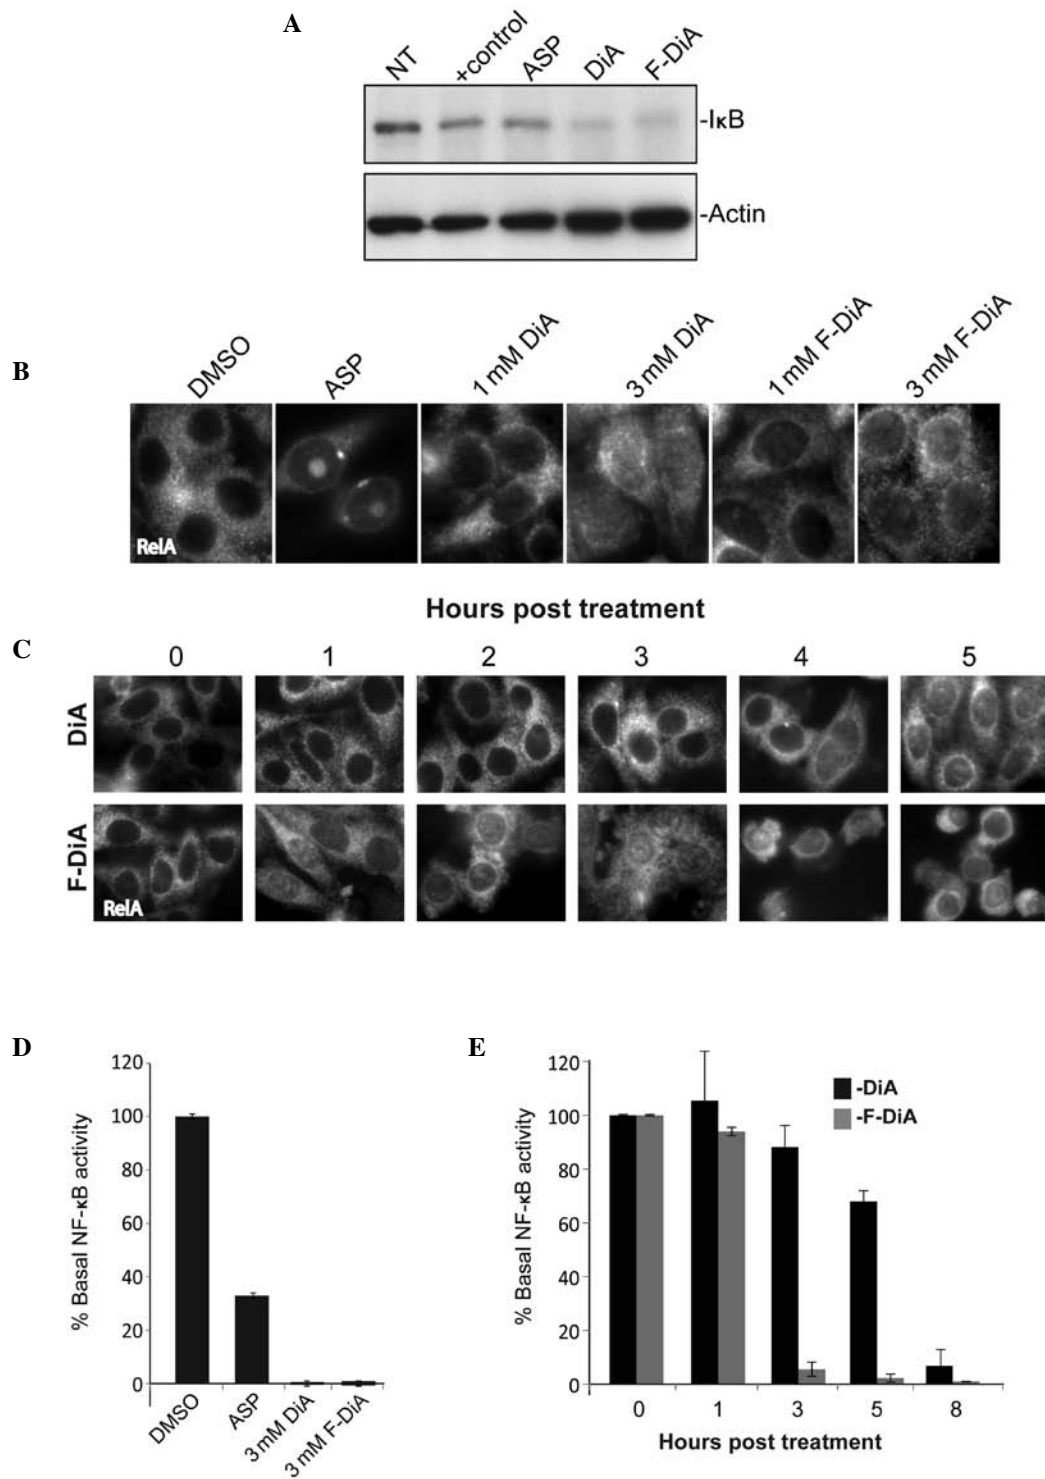 A
NT
+control
ASP
DiA
F-DiA
-IκB
-Actin
B
DMSO
ASP
1 mM DiA
3 mM DiA
1 mM F-DiA
3 mM F-DiA
RelA
Hours post treatment
C
0 1 2 3 4 5
DiA
F-DiA
RelA
D
% Basal NF-κB activity
120
100
80
60
40
20
0
DMSO
ASP
3 mM DiA
3 mM F-DiA
E
% Basal NF-κB activity
120
100
80
60
40
20
0
-DiA
-F-DiA
0 1 3 5 8
Hours post treatment